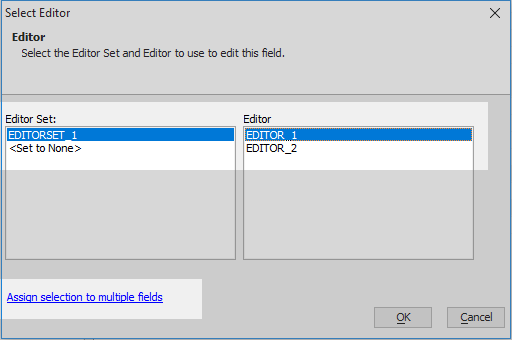 Select Editor
Editor
Select the Editor Set and Editor to use to edit this field.
Editor Set:
Editor
EDITORSET_1
<Set to None>
EDITOR_1
EDITOR_2
Assign selection to multiple fields
OK
Cancel